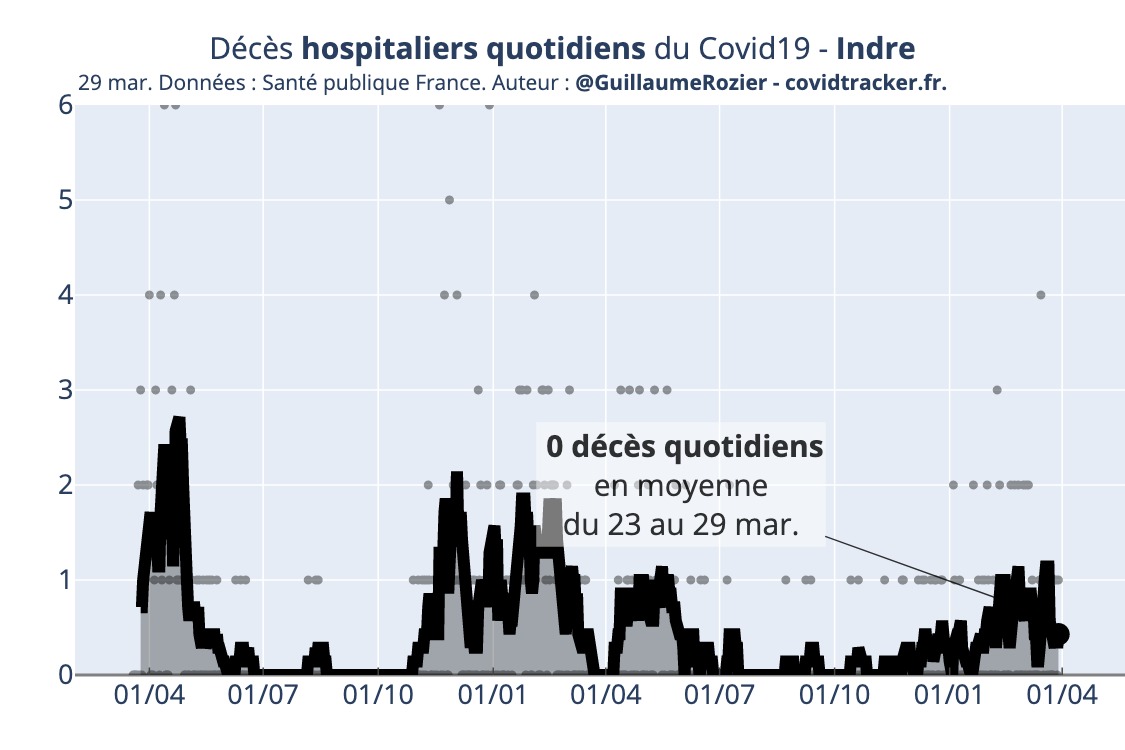 Décès hospitaliers quotidiens du Covid19 - Indre
29 mar. Données : Santé publique France. Auteur : @GuillaumeRozier - covidtracker.fr.
6
5
4
3
2
1
0
0 décès quotidiens
en moyenne
du 23 au 29 mar.
01/04 01/07 01/10 01/01 01/04 01/07 01/10 01/01 01/04